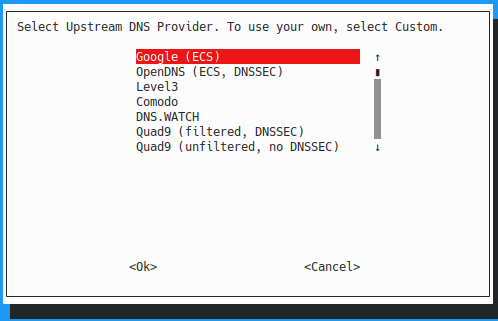 Select Upstream DNS Provider. To use your own, select Custom.
Google (ECS)
OpenDNS (ECS, DNSSEC)
Level3
Comodo
DNS.WATCH
Quad9 (filtered, DNSSEC)
Quad9 (unfiltered, no DNSSEC)
<Ok> <Cancel>